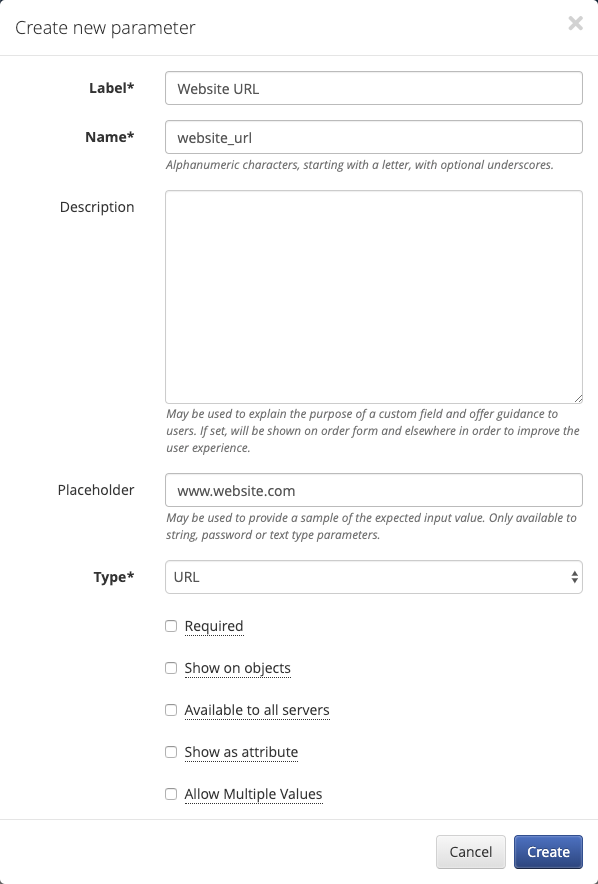 Create new parameter ×
Label* Website URL
Name* website_url
Alphanumeric characters, starting with a letter, with optional underscores.
Description
May be used to explain the purpose of a custom field and offer guidance to
users. If set, will be shown on order form and elsewhere in order to improve the
user experience.
Placeholder www.website.com
May be used to provide a sample of the expected input value. Only available to
string, password or text type parameters.
Type* URL
Required
Show on objects
Available to all servers
Show as attribute
Allow Multiple Values
Cancel Create